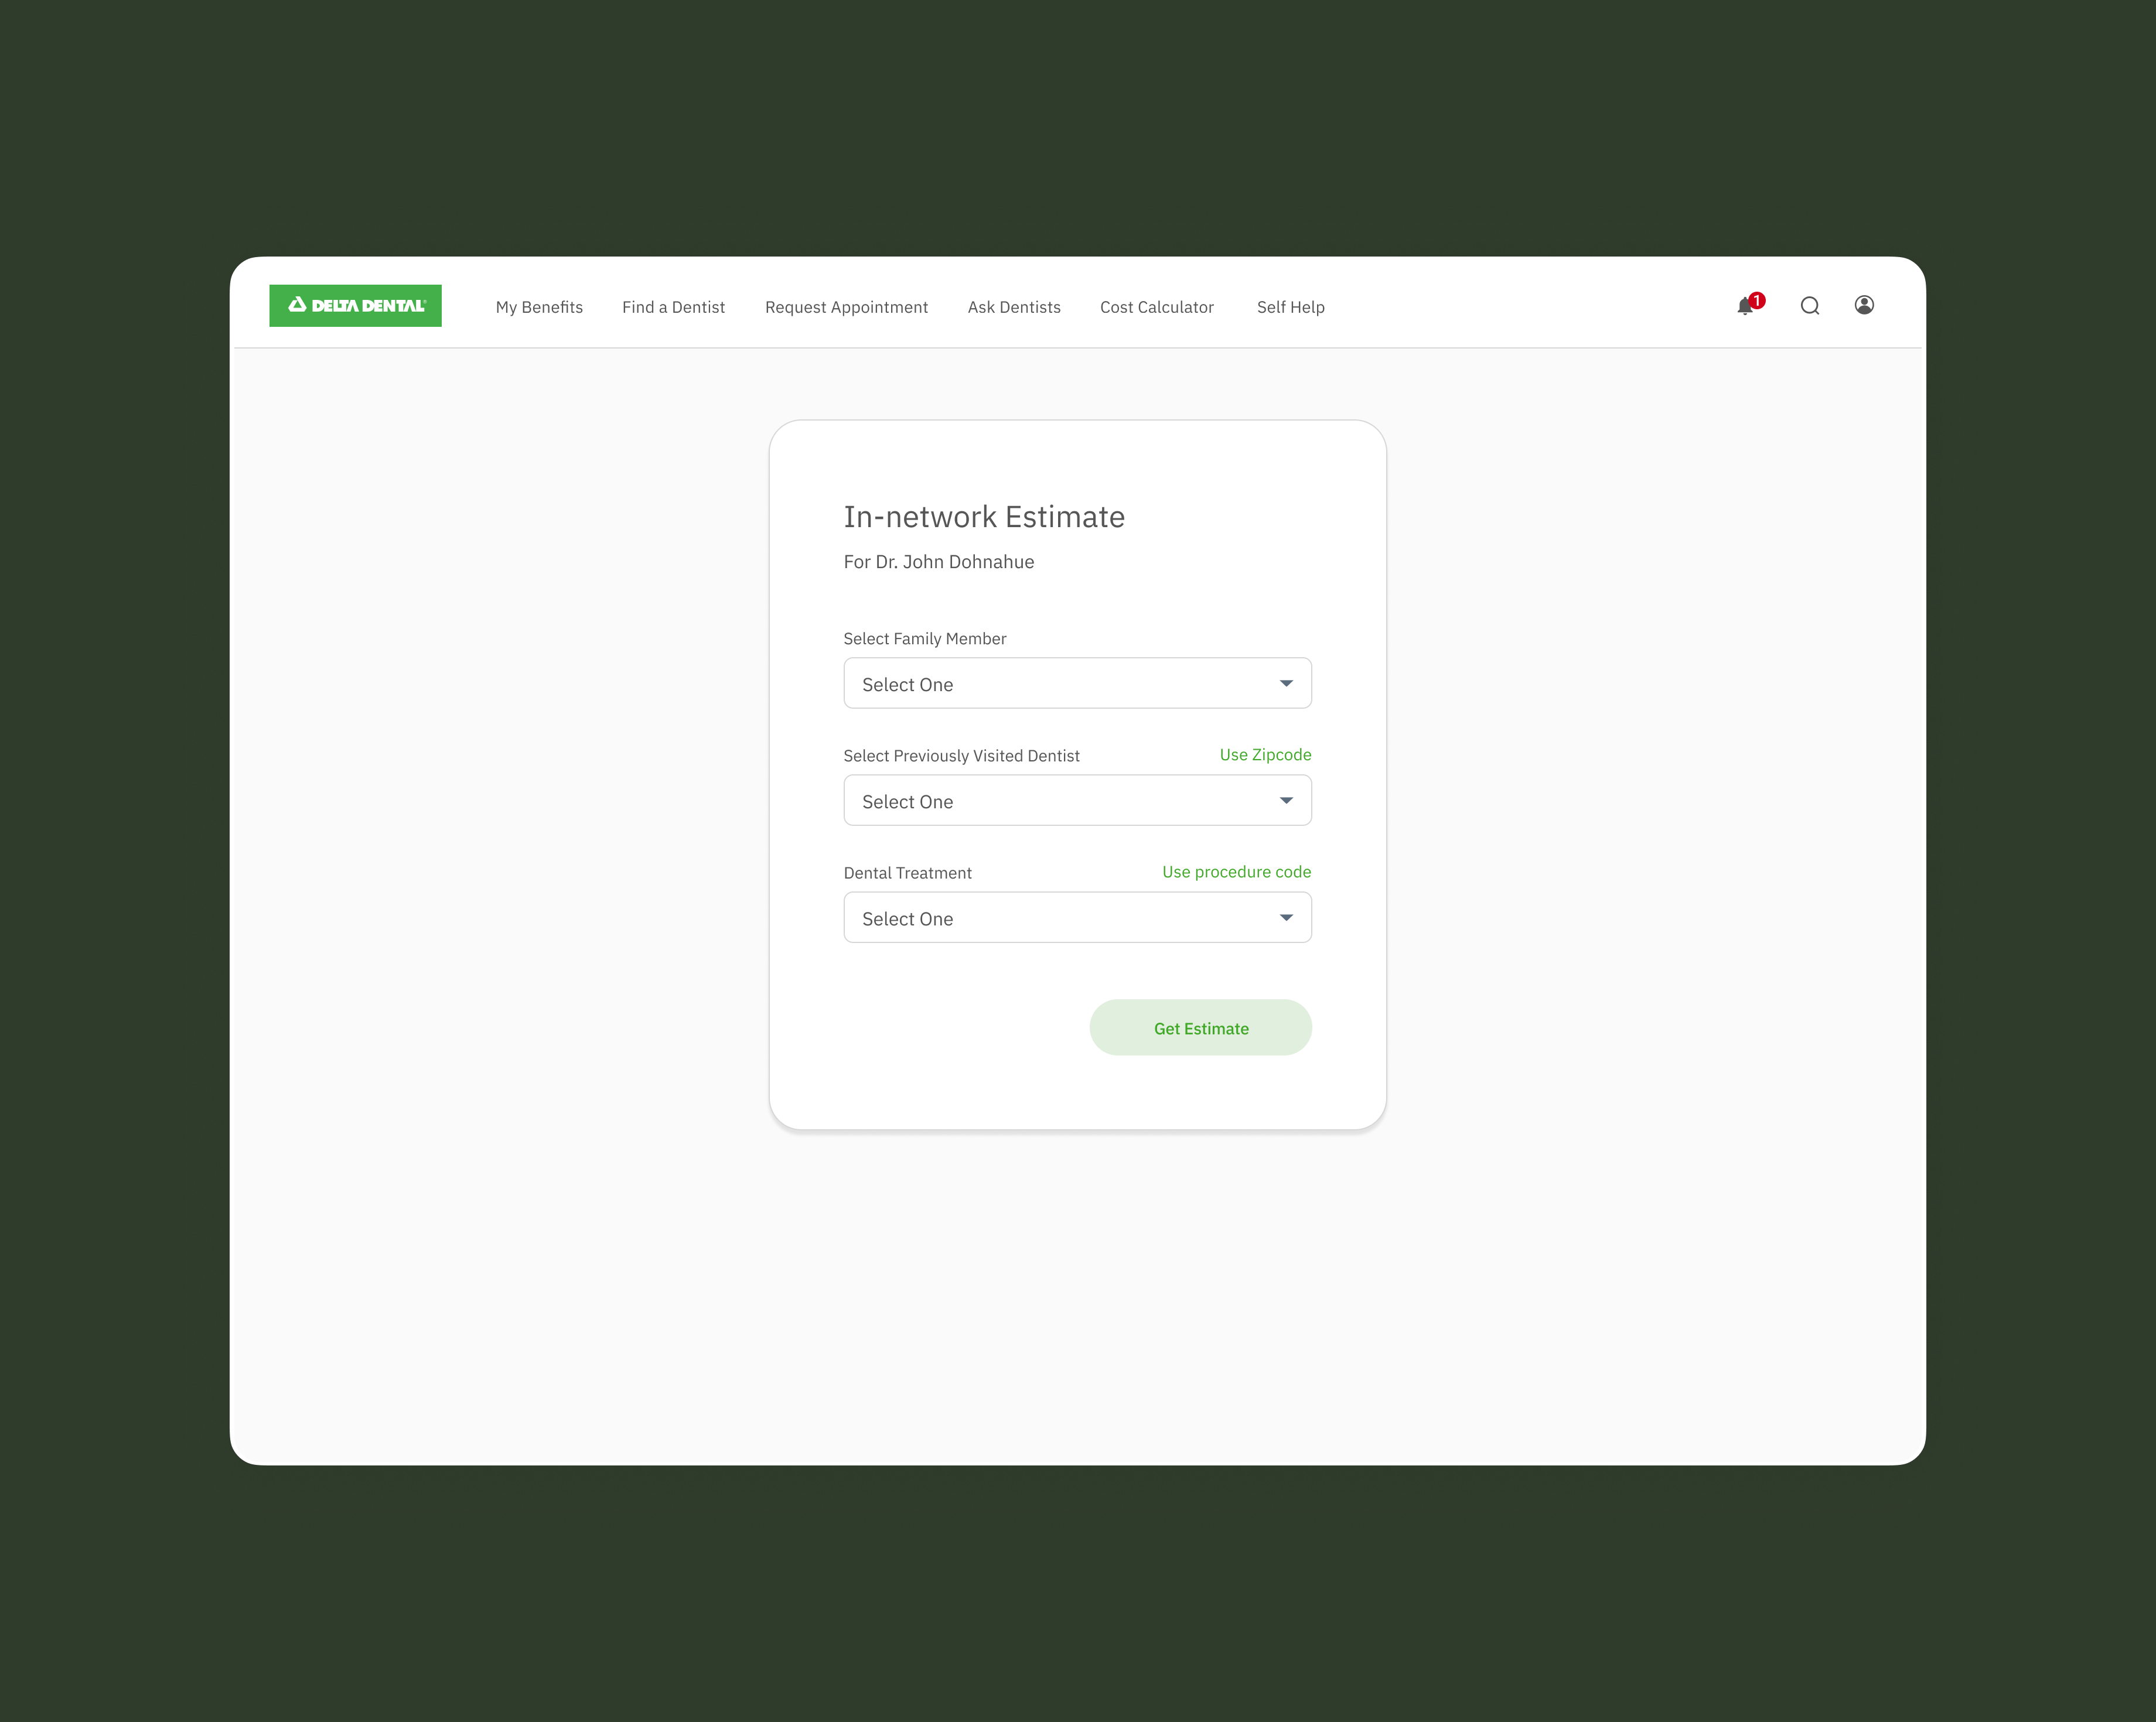 DELTA DENTAL®
My Benefits
Find a Dentist
Request Appointment
Ask Dentists
Cost Calculator
Self Help
1
In-network Estimate
For Dr. John Dohnahue
Select Family Member
Select One
Select Previously Visited Dentist
Use Zipcode
Select One
Dental Treatment
Use procedure code
Select One
Get Estimate